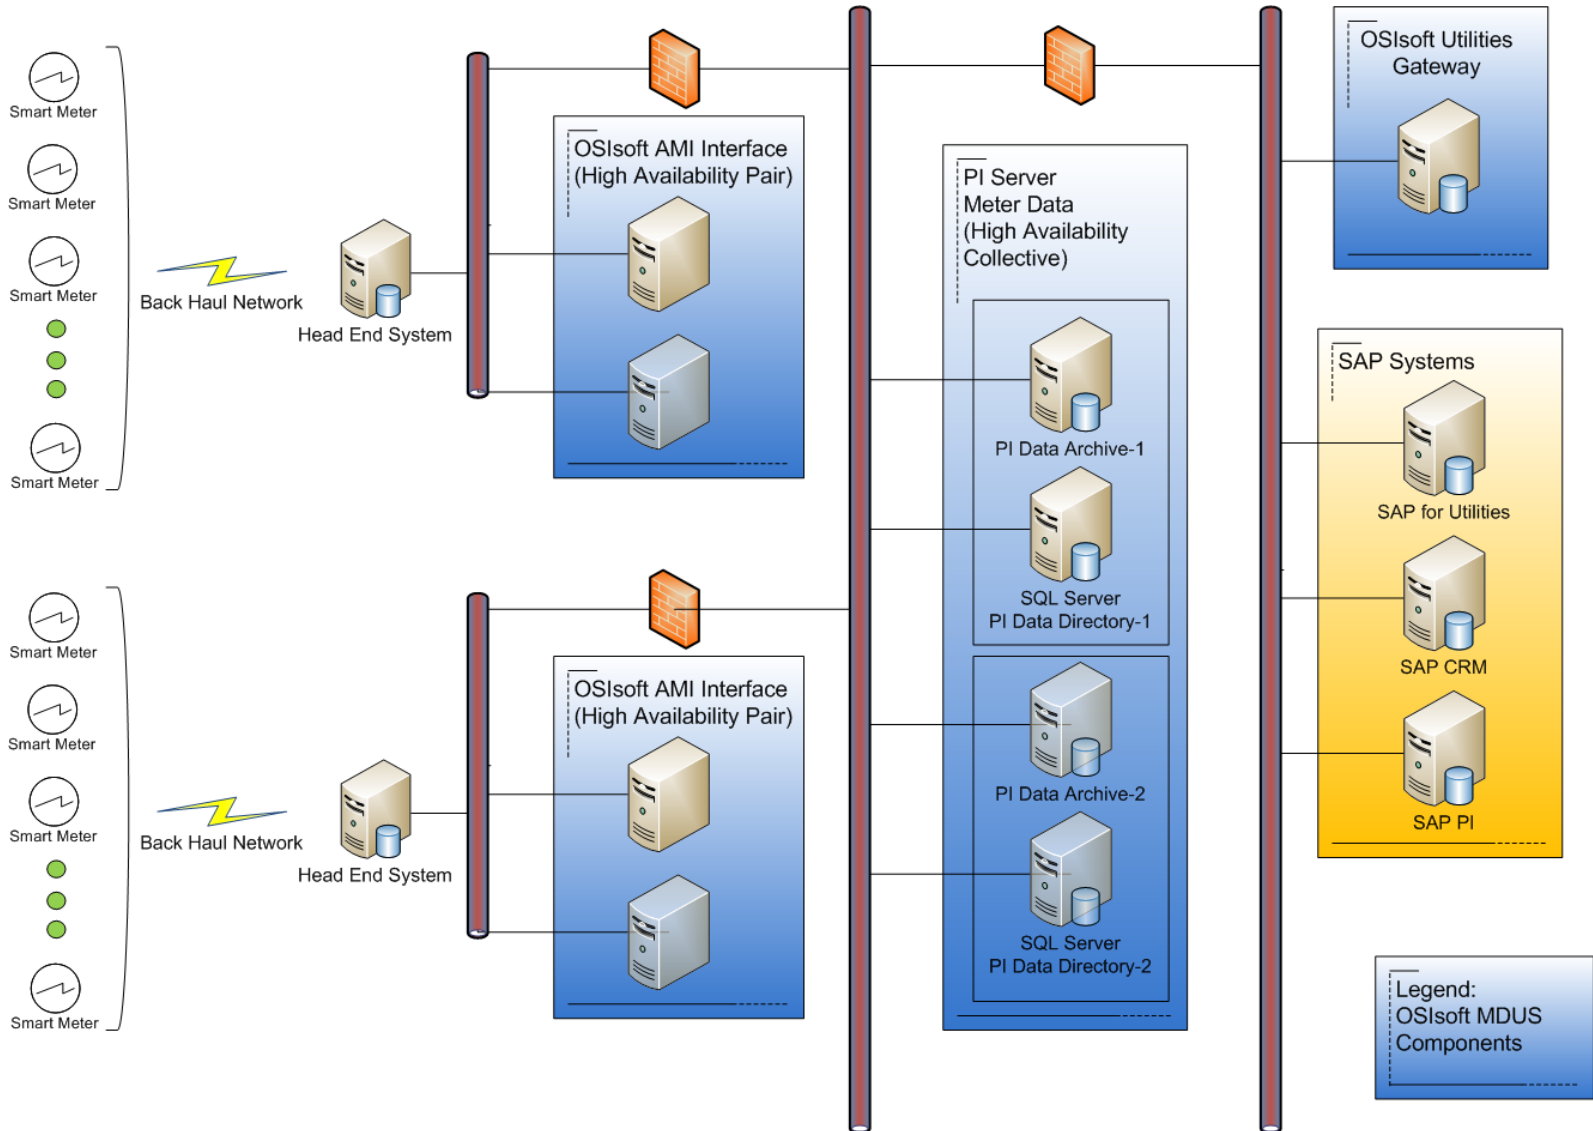 Smart Meter
Smart Meter
Smart Meter
Smart Meter
Back Haul Network
Head End System
OSIsoft AMI Interface
(High Availability Pair)
Smart Meter
Smart Meter
Smart Meter
Smart Meter
Back Haul Network
Head End System
OSIsoft AMI Interface
(High Availability Pair)
PI Server
Meter Data
(High Availability
Collective)
PI Data Archive-1
SQL Server
PI Data Directory-1
PI Data Archive-2
SQL Server
PI Data Directory-2
OSIsoft Utilities
Gateway
SAP Systems
SAP for Utilities
SAP CRM
SAP PI
Legend:
OSIsoft MDUS
Components